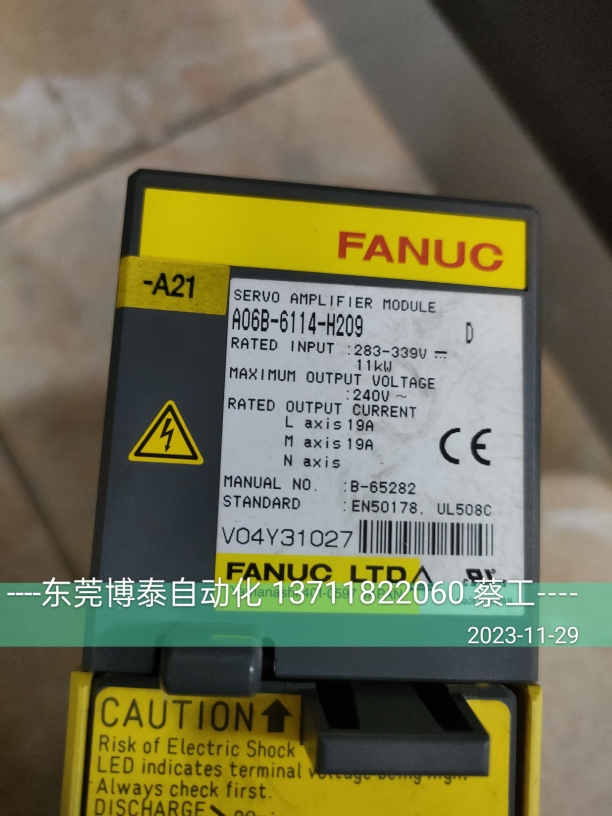 FANUC
-A21
SERVO AMPLIFIER MODULE
A06B-6114-H209 D
RATED INPUT :283-339V ⎓
11kW
MAXIMUM OUTPUT VOLTAGE
:240V ~
RATED OUTPUT CURRENT
L axis 19A
M axis 19A
N axis
CE
MANUAL NO. :B-65282
STANDARD :EN50178, UL508C
V04Y31027
FANUC LTD
----东莞博泰自动化 13711822060 蔡工----
2023-11-29
CAUTION
Risk of Electric Shock
LED indicates terminal voltage being high.
Always check first.
DISCHARGE